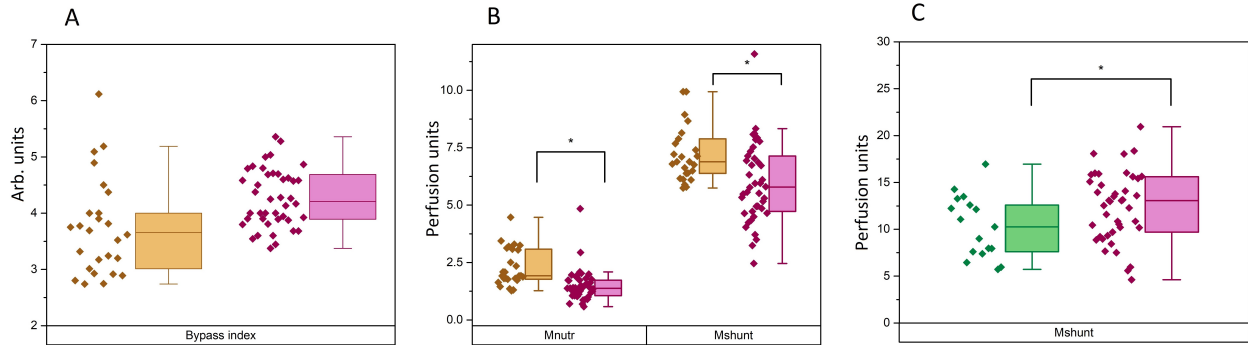 A
Arb. units
7
6
5
4
3
2
Bypass index
B
Perfusion units
10.0
7.5
5.0
2.5
0.0
*
*
Mnutr
Mshunt
C
Perfusion units
30
25
20
15
10
5
0
*
Mshunt